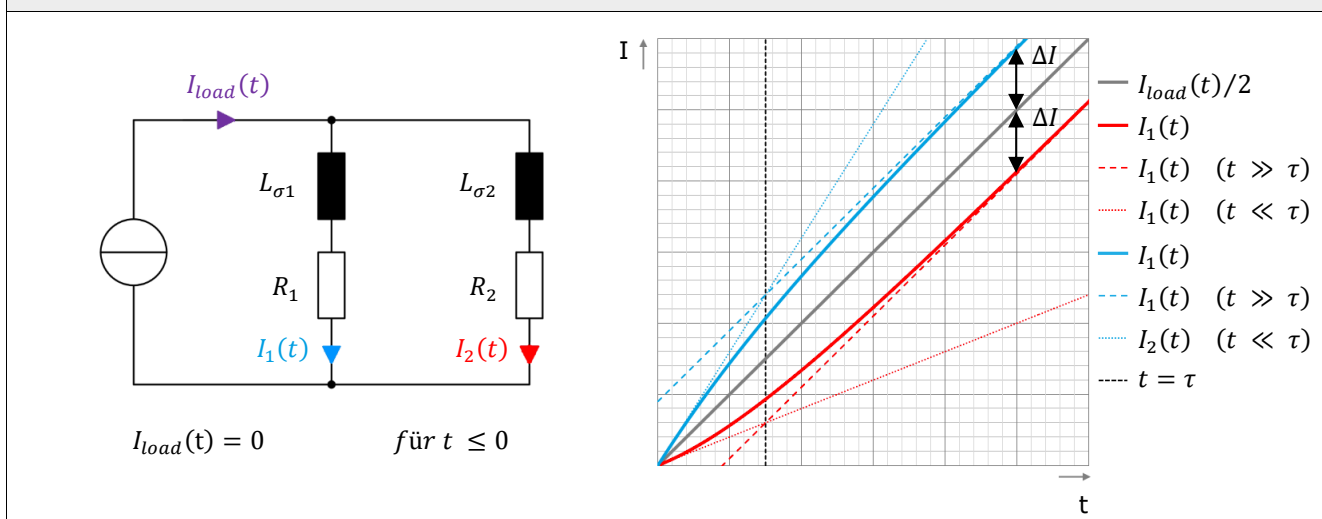 I_load(t)
L_σ1
L_σ2
R_1
R_2
I_1(t)
I_2(t)
I_load(t) = 0 für t ≤ 0
I
ΔI
ΔI
t
I_load(t)/2
I_1(t)
I_1(t) (t ≫ τ)
I_1(t) (t ≪ τ)
I_1(t)
I_1(t) (t ≫ τ)
I_2(t) (t ≪ τ)
t = τ